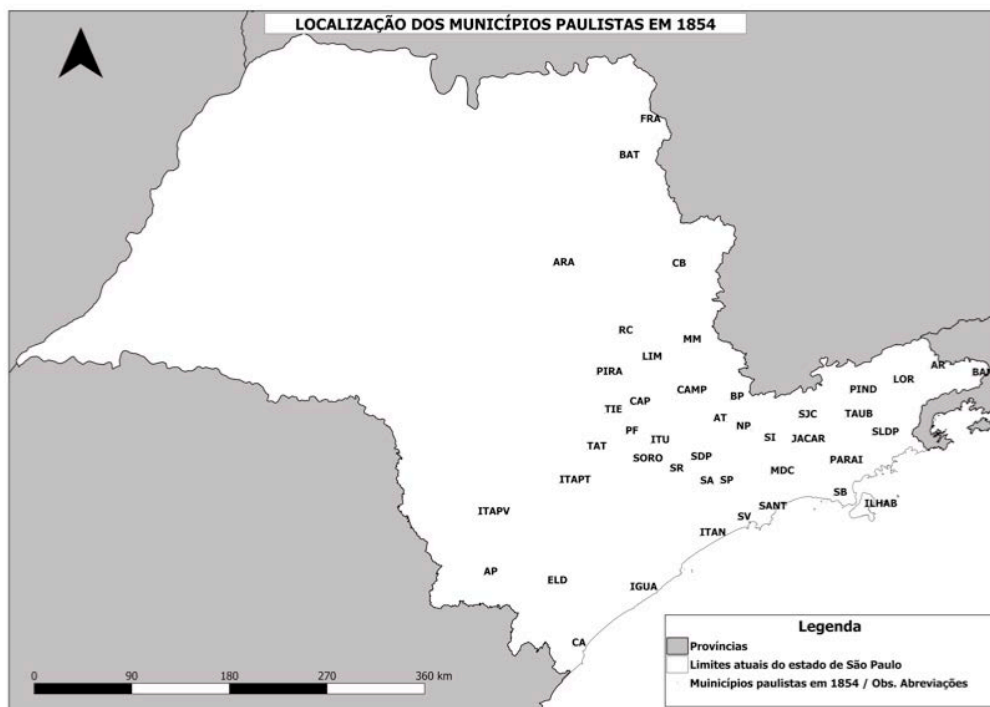 LOCALIZAÇÃO DOS MUNICÍPIOS PAULISTAS EM 1854
FRA
BAT
ARA
CB
RC
MM
LIM
AR
PIRA
LOR
BAN
CAMP
PIND
BP
CAP
TIE
SJC
TAUB
AT
NP
PF
SLDP
ITU
SI
JACAR
TAT
SORO
SDP
PARAI
SR
MDC
ITAPT
SA
SP
SB
ILHAB
SANT
ITAPV
SV
ITAN
AP
ELD
IGUA
CA
Legenda
Províncias
Limites atuais do estado de São Paulo
Muinicípios paulistas em 1854 / Obs. Abreviações
0 90 180 270 360 km